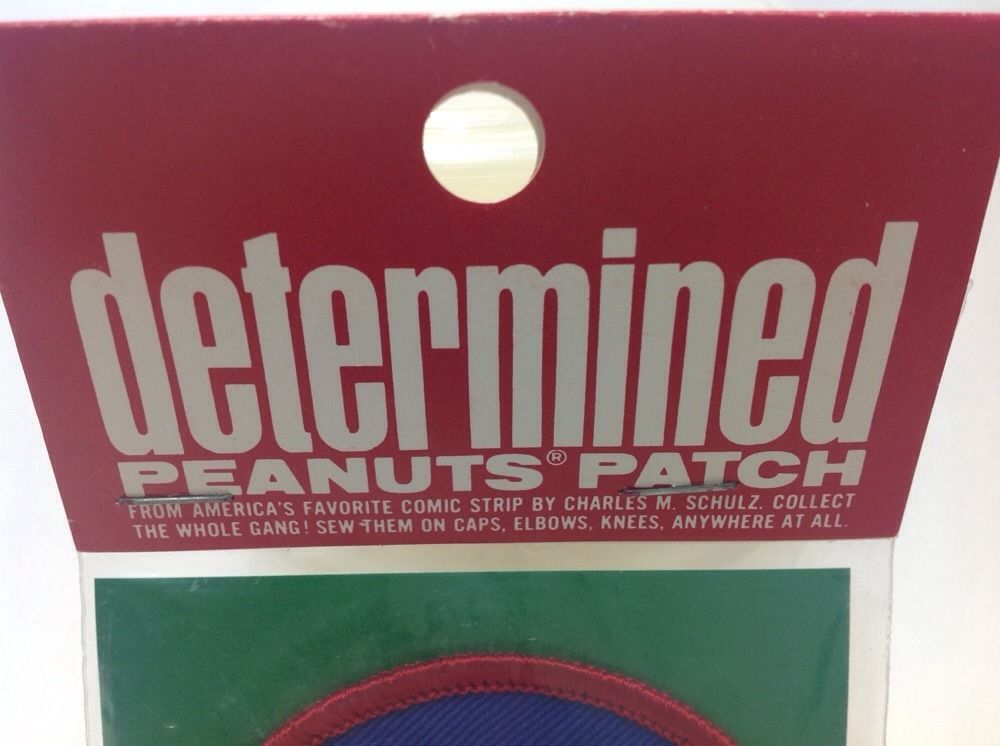 determined
PEANUTS® PATCH
FROM AMERICA'S FAVORITE COMIC STRIP BY CHARLES M. SCHULZ. COLLECT
THE WHOLE GANG! SEW THEM ON CAPS, ELBOWS, KNEES, ANYWHERE AT ALL.